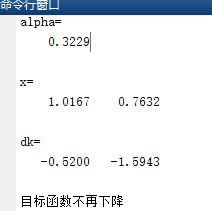 命令行窗口
alpha=
0.3229
x=
1.0167 0.7632
dk=
-0.5200 -1.5943
目标函数不再下降